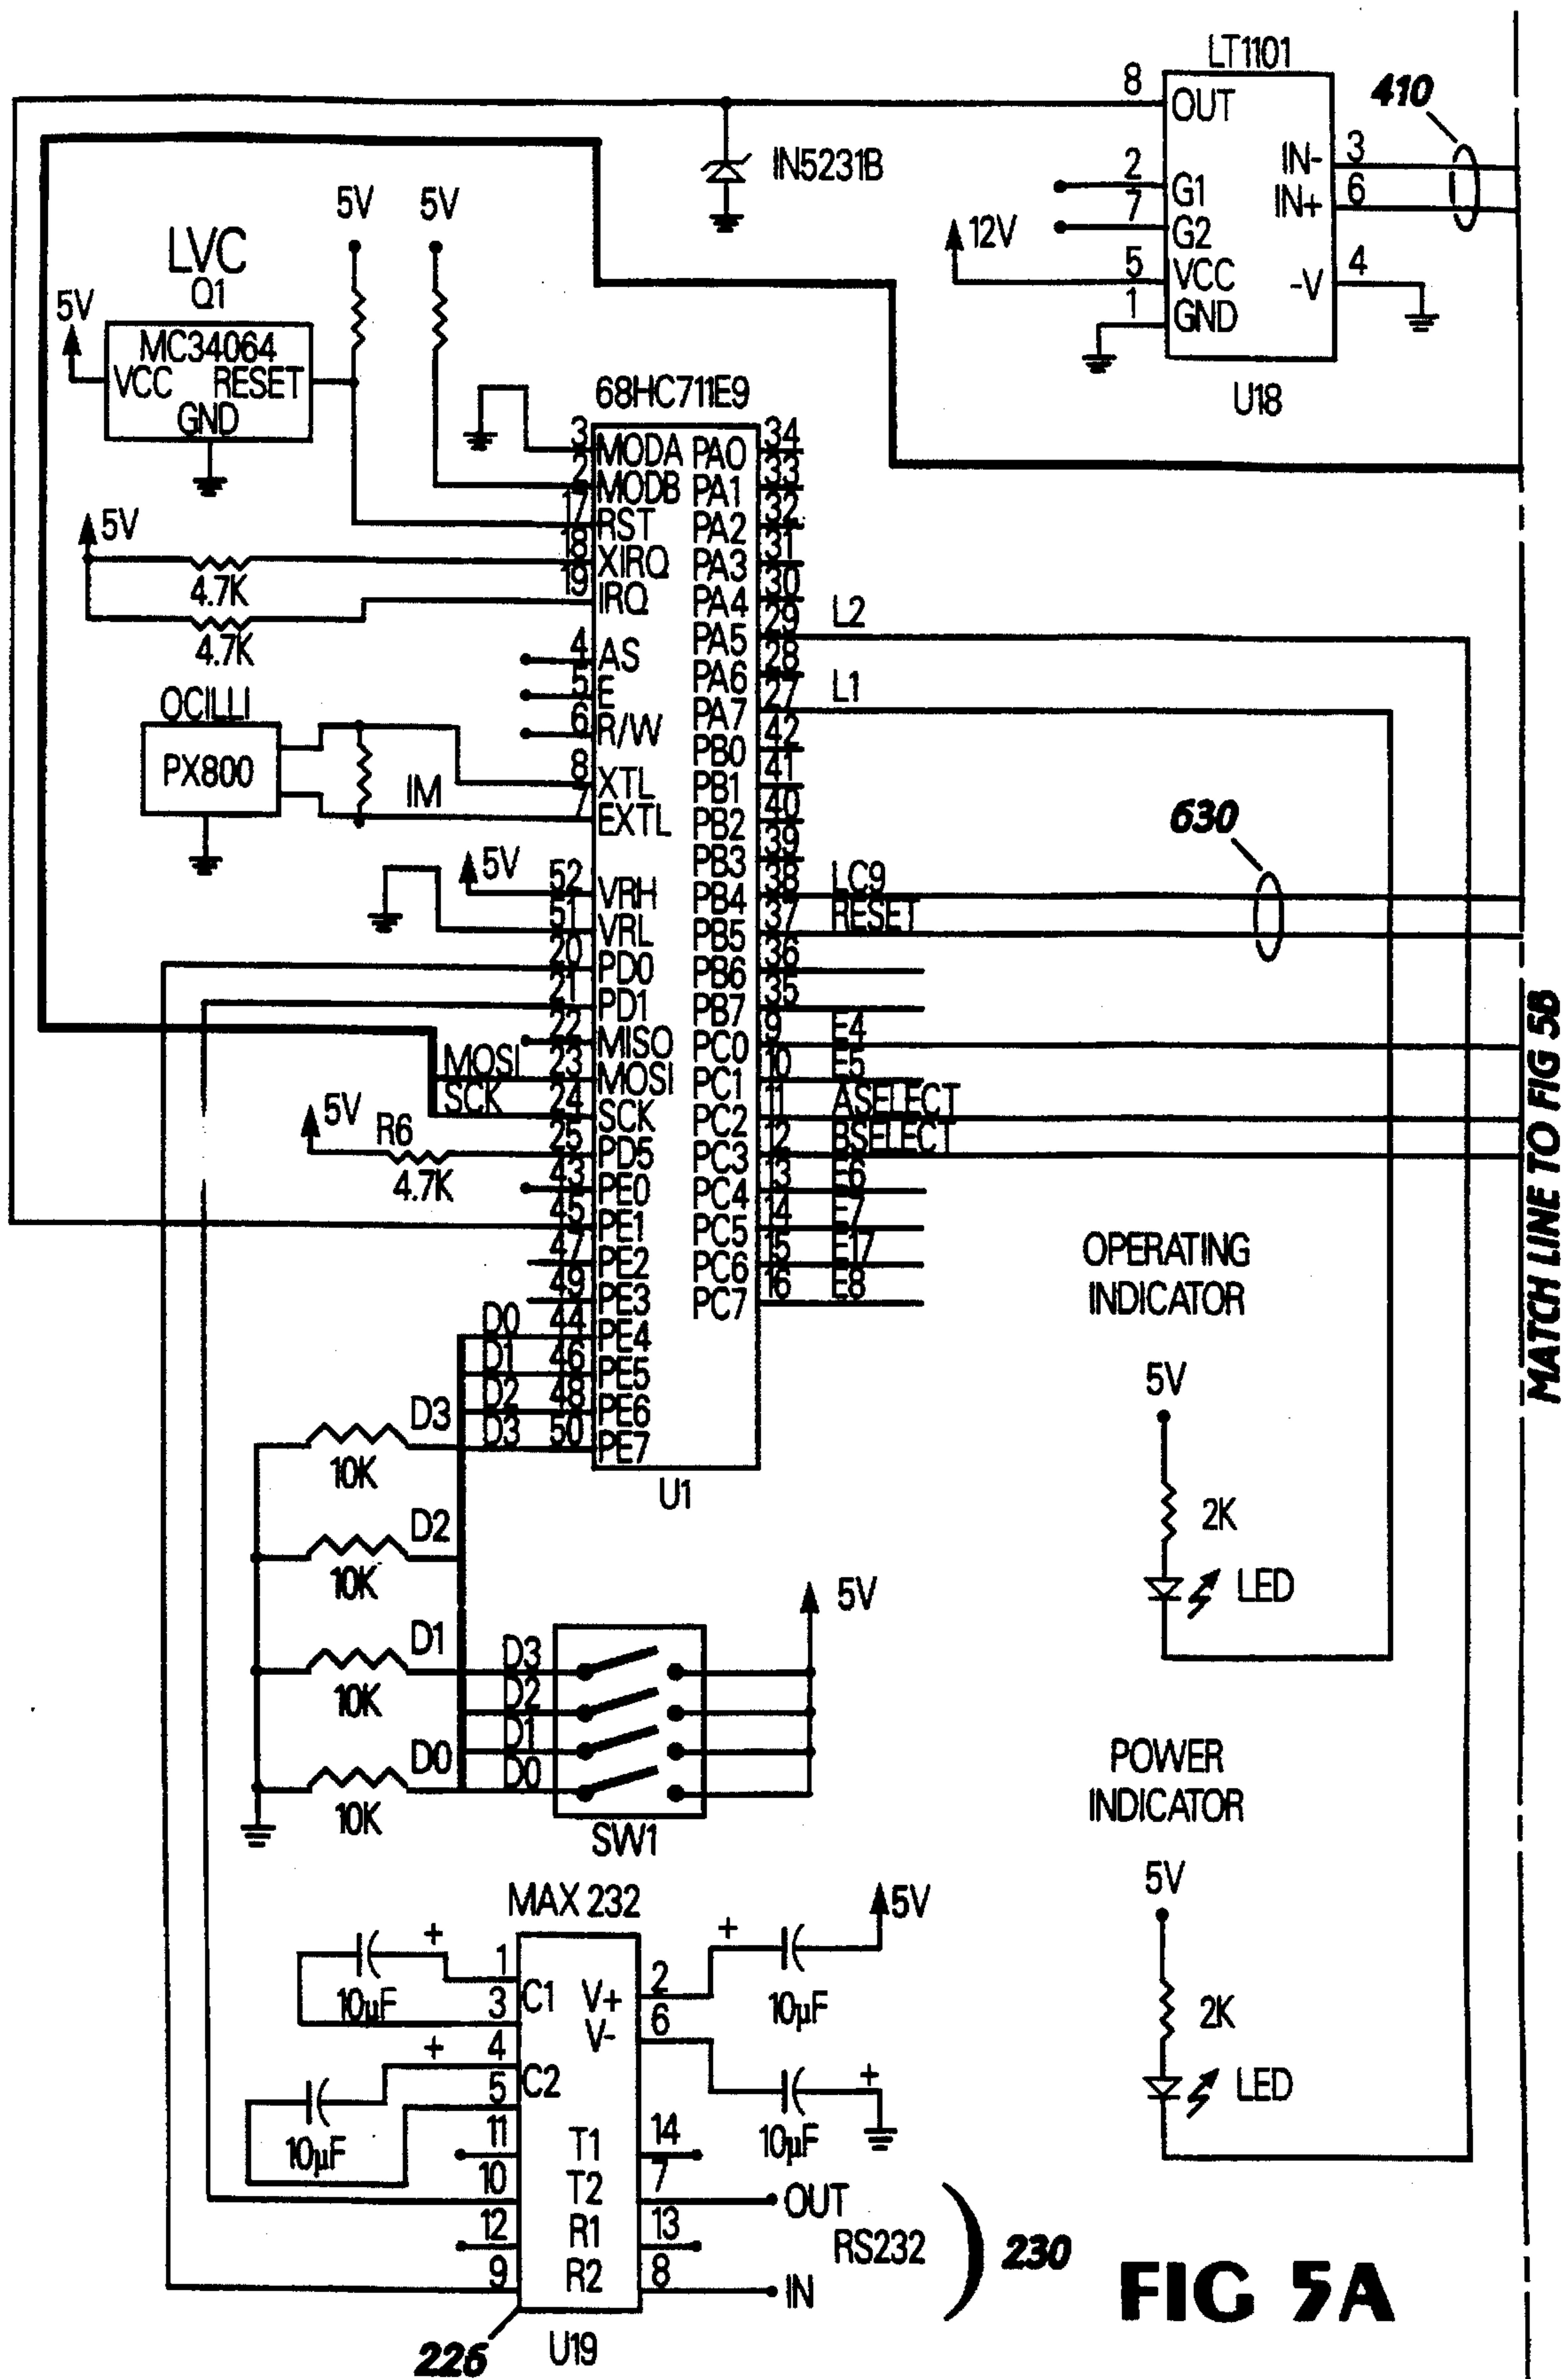 LT1101
8
OUT
410
IN-
3
IN5231B
2
G1
IN+
6
7
G2
5V
5V
12V
5
VCC
-V
4
LVC
Q1
1
GND
5V
MC34064
VCC
RESET
GND
68HC711E9
U18
3
MODA
PA0
34
2
MODB
PA1
33
17
RST
PA2
32
5V
18
XIRQ
PA3
31
4.7K
19
IRQ
PA4
30
L2
4.7K
PA5
29
4
AS
PA6
28
L1
5
E
PA7
27
OCILLI
6
R/W
PB0
42
PX800
8
XTL
PB1
41
IM
7
EXTL
PB2
40
630
PB3
39
5V
52
VRH
PB4
38
LC9
51
VRL
PB5
37
RESET
20
PD0
PB6
36
21
PD1
PB7
35
22
MISO
PC0
9
E4
MOSI
23
MOSI
PC1
10
E5
SCK
24
SCK
PC2
11
ASELECT
5V
R6
25
PD5
PC3
12
BSELECT
4.7K
43
PE0
PC4
13
E6
45
PE1
PC5
14
E7
47
PE2
PC6
15
E17
49
PE3
PC7
16
E8
D0
44
PE4
D1
46
PE5
D2
48
PE6
D3
50
PE7
U1
OPERATING
INDICATOR
MATCH LINE TO FIG 5B
5V
2K
LED
D3
10K
D2
10K
D1
10K
D0
10K
5V
D3
D2
D1
D0
SW1
POWER
INDICATOR
5V
2K
LED
MAX 232
5V
+
+
1
C1
V+
2
10µF
3
10µF
V-
6
+
4
C2
+
5
10µF
10µF
11
T1
14
10
T2
7
OUT
12
R1
13
RS232
230
9
R2
8
IN
226
U19
FIG 5A